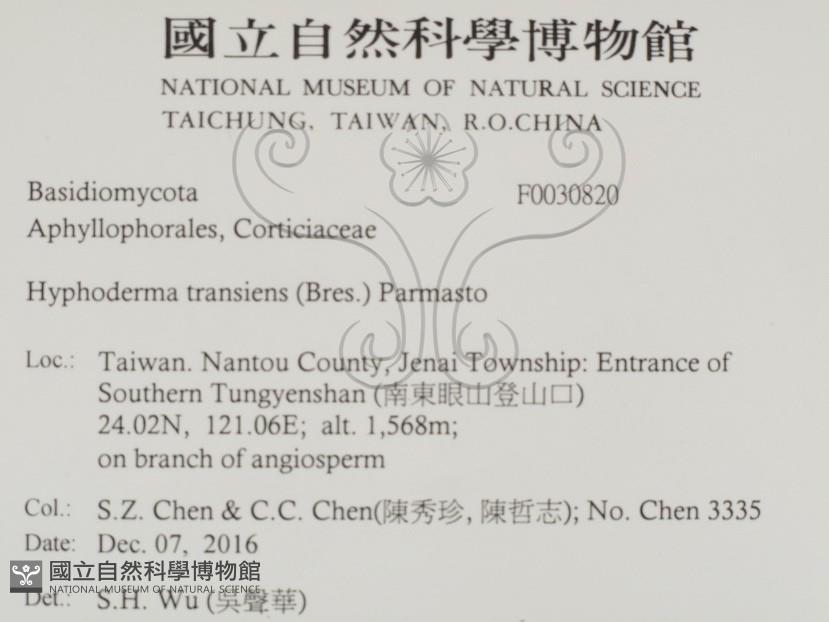 國立自然科學博物館
NATIONAL MUSEUM OF NATURAL SCIENCE
TAICHUNG, TAIWAN, R.O.CHINA
Basidiomycota F0030820
Aphyllophorales, Corticiaceae
Hyphoderma transiens (Bres.) Parmasto
Loc.: Taiwan. Nantou County, Jenai Township: Entrance of
Southern Tungyenshan (南東眼山登山口)
24.02N, 121.06E; alt. 1,568m;
on branch of angiosperm
Col.: S.Z. Chen & C.C. Chen(陳秀珍, 陳哲志); No. Chen 3335
Date: Dec. 07, 2016
國立自然科學博物館
NATIONAL MUSEUM OF NATURAL SCIENCE
Det.: S.H. Wu (吳聲華)